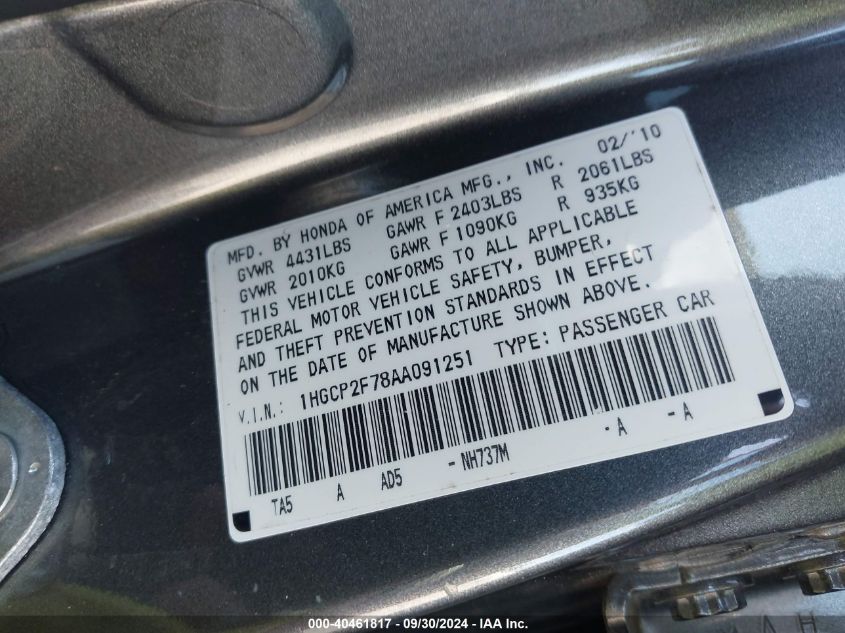 MFD. BY HONDA OF AMERICA MFG., INC. 02/'10
GVWR 4431LBS GAWR F 2403LBS R 2061LBS
GVWR 2010KG GAWR F 1090KG R 935KG
THIS VEHICLE CONFORMS TO ALL APPLICABLE
FEDERAL MOTOR VEHICLE SAFETY, BUMPER,
AND THEFT PREVENTION STANDARDS IN EFFECT
ON THE DATE OF MANUFACTURE SHOWN ABOVE.
V.I.N.: 1HGCP2F78AA091251 TYPE: PASSENGER CAR
TA5 A AD5 - NH737M -A -A
000-40461817 - 09/30/2024 - IAA Inc.